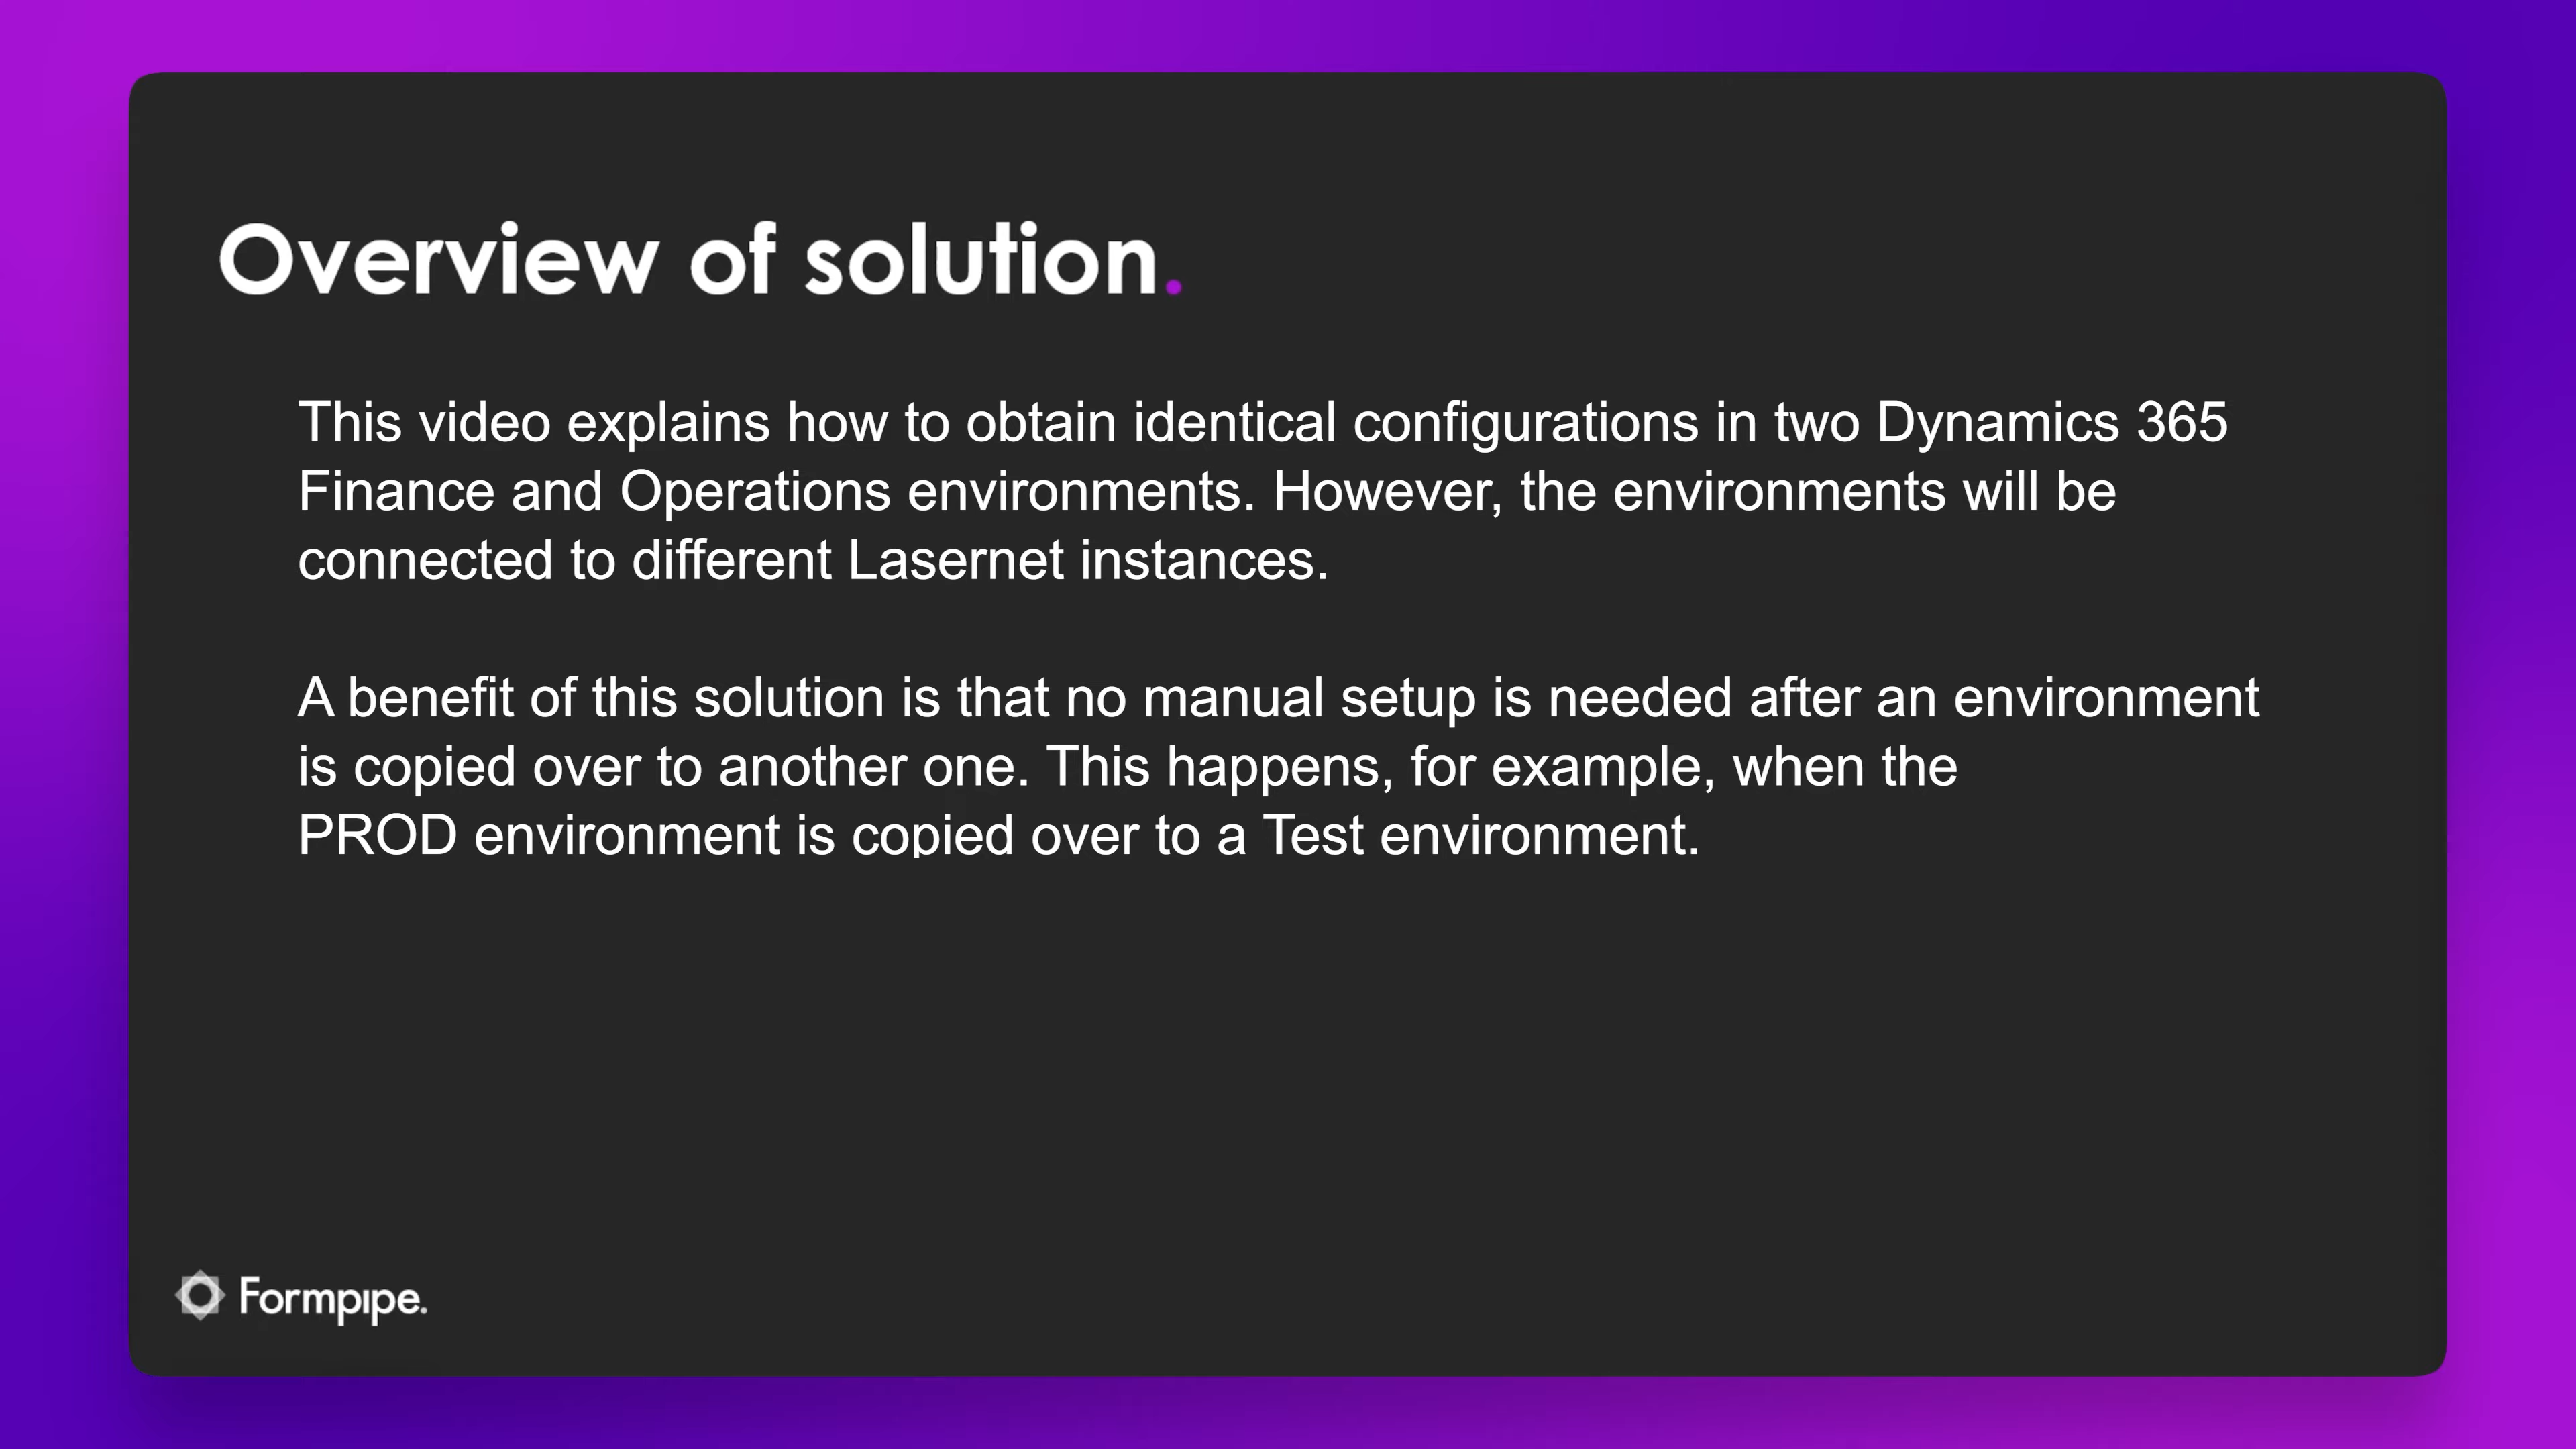 Overview of solution.
This video explains how to obtain identical configurations in two Dynamics 365
Finance and Operations environments. However, the environments will be
connected to different Lasernet instances.
A benefit of this solution is that no manual setup is needed after an environment
is copied over to another one. This happens, for example, when the
PROD environment is copied over to a Test environment.
Formpipe.